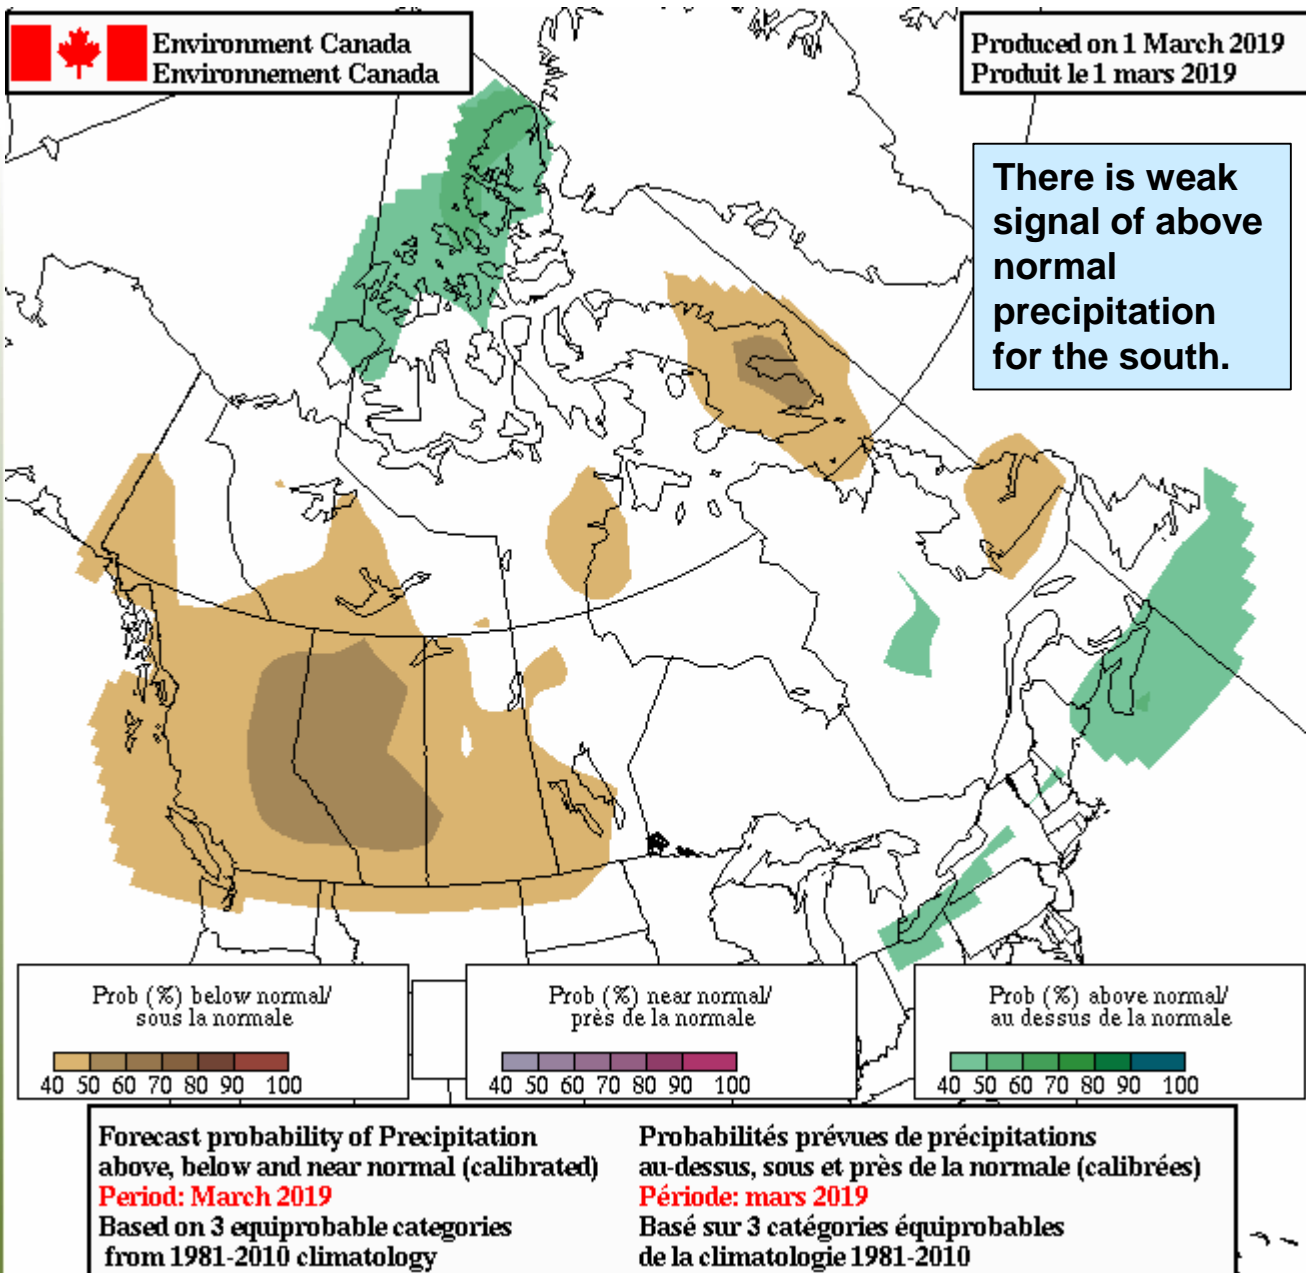 Environment Canada
Environnement Canada
Produced on 1 March 2019
Produit le 1 mars 2019
There is weak
signal of above
normal
precipitation
for the south.
Prob (%) below normal/
sous la normale
40 50 60 70 80 90 100
Prob (%) near normal/
près de la normale
40 50 60 70 80 90 100
Prob (%) above normal/
au dessus de la normale
40 50 60 70 80 90 100
Forecast probability of Precipitation
above, below and near normal (calibrated)
Period: March 2019
Based on 3 equiprobable categories
from 1981-2010 climatology
Probabilités prévues de précipitations
au-dessus, sous et près de la normale (calibrées)
Période: mars 2019
Basé sur 3 catégories équiprobables
de la climatologie 1981-2010